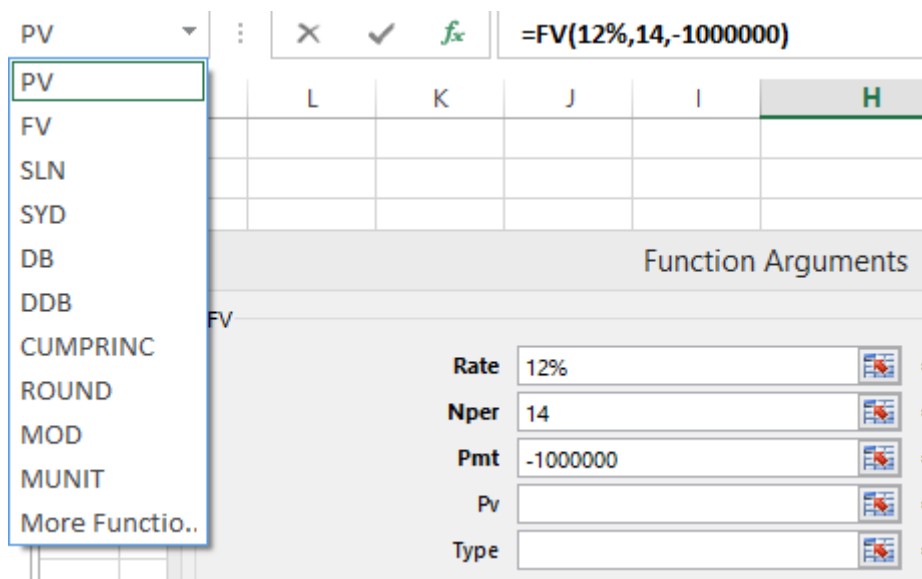 PV fx =FV(12%,14,-1000000)
PV
FV
SLN
SYD
DB
DDB
CUMPRINC
ROUND
MOD
MUNIT
More Functio..
L K J I H
Function Arguments
FV
Rate 12% =
Nper 14
Pmt -1000000 =
Pv
Type =